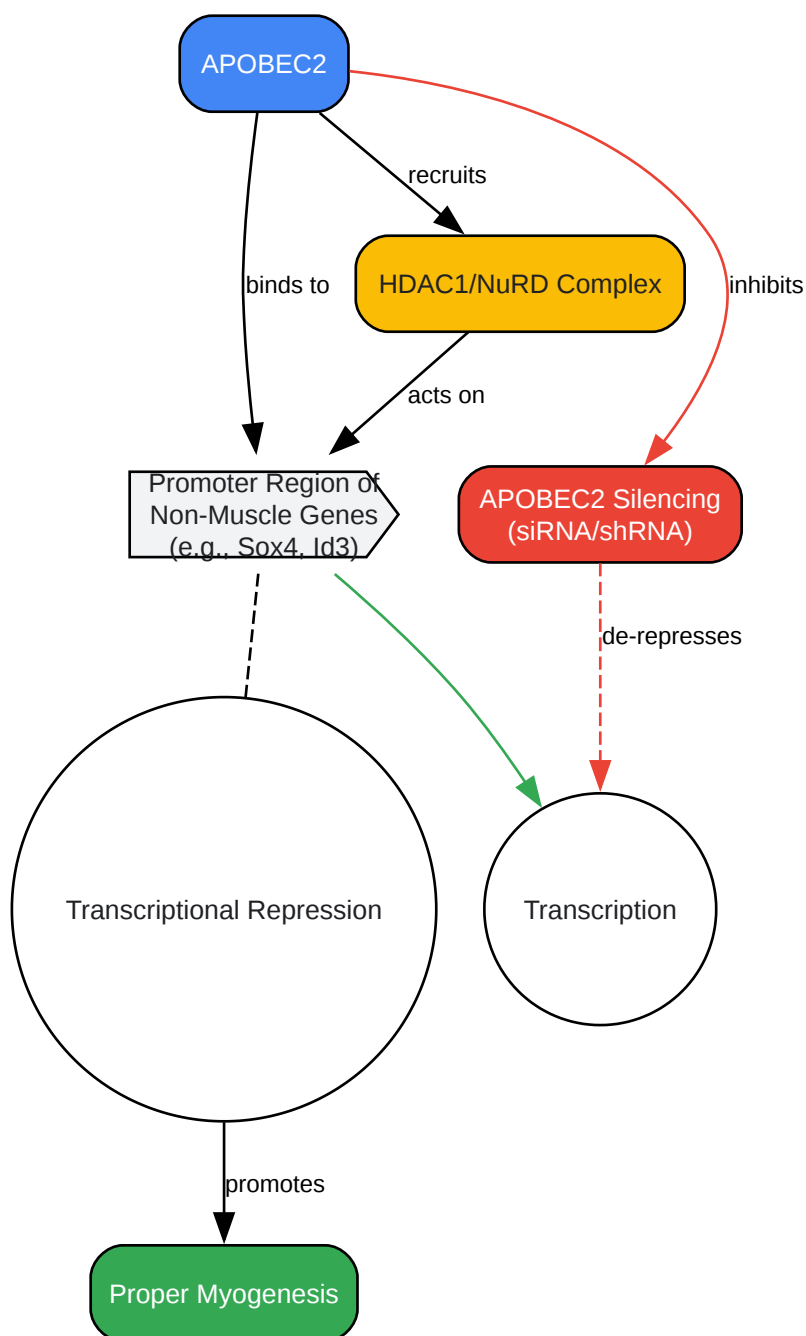 APOBEC2
recruits
HDAC1/NuRD Complex
binds to
inhibits
acts on
Promoter Region of
Non-Muscle Genes
(e.g., Sox4, Id3)
APOBEC2 Silencing
(siRNA/shRNA)
de-represses
Transcriptional Repression
Transcription
promotes
Proper Myogenesis